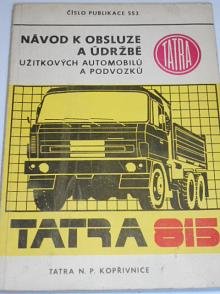 ČÍSLO PUBLIKACE 553
NÁVOD K OBSLUZE
A ÚDRŽBĚ
UŽITKOVÝCH AUTOMOBILŮ
A PODVOZKŮ
TATRA
TATRA 815
TATRA N. P. KOPŘIVNICE